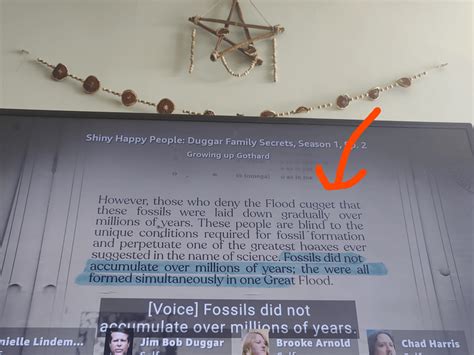 Shiny Happy People: Duggar Family Secrets, Season 1, Ep. 2
Growing up Gothard
However, those who deny the Flood cugget that
these fossils were laid down gradually over
millions of years. These people are blind to the
unique conditions required for fossil formation
and perpetuate one of the greatest hoaxes ever
suggested in the name of science. Fossils did not
accumulate over millions of years; the were all
formed simultaneously in one Great Flood.
[Voice] Fossils did not
accumulate over millions of years.
nielle Lindem... Jim Bob Duggar Brooke Arnold Chad Harris